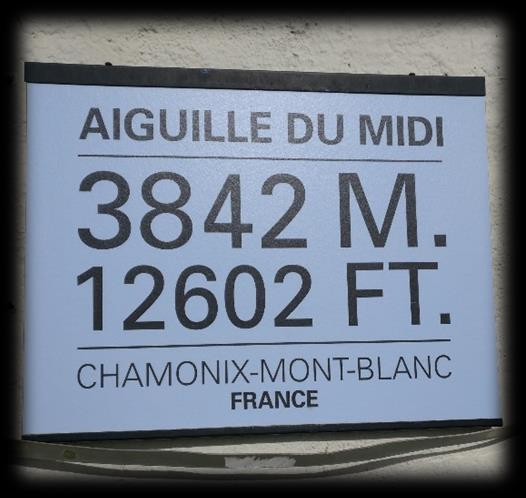 AIGUILLE DU MIDI
3842 M.
12602 FT.
CHAMONIX-MONT-BLANC
FRANCE